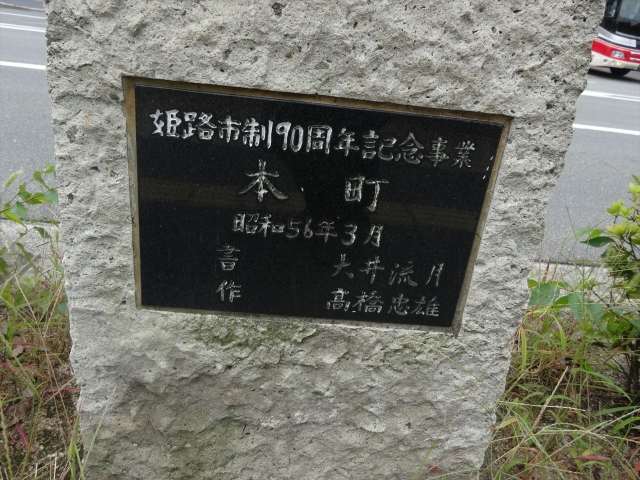 姫路市制90周年記念事業
本町
昭和56年3月
書 大井流月
作 高橋忠雄